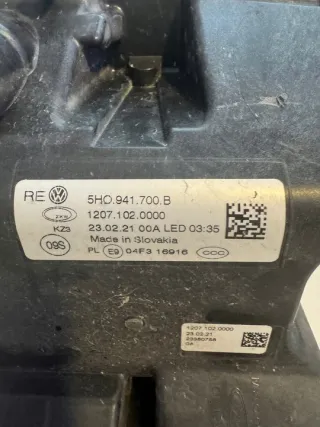 RE 5H0.941.700.B
1207.102.0000
KZ3 23.02.21 00A LED 03:35
09S Made in Slovakia
PL E9 04F3 16916 CCC
1207.102.0000
23.02.21